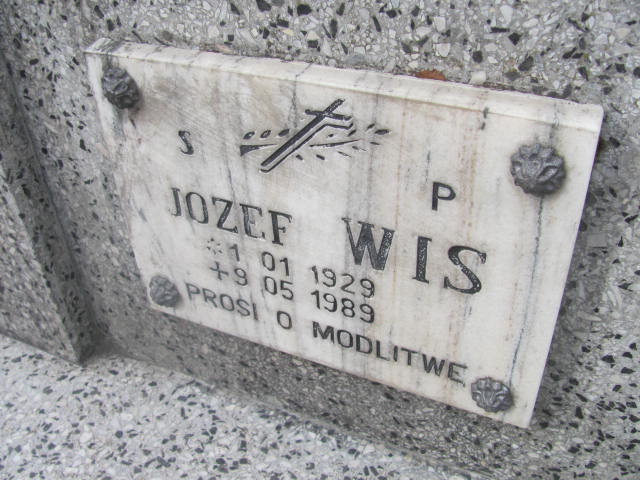 S P
JOZEF WIS
*1 01 1929
+9 05 1989
PROSI O MODLITWE